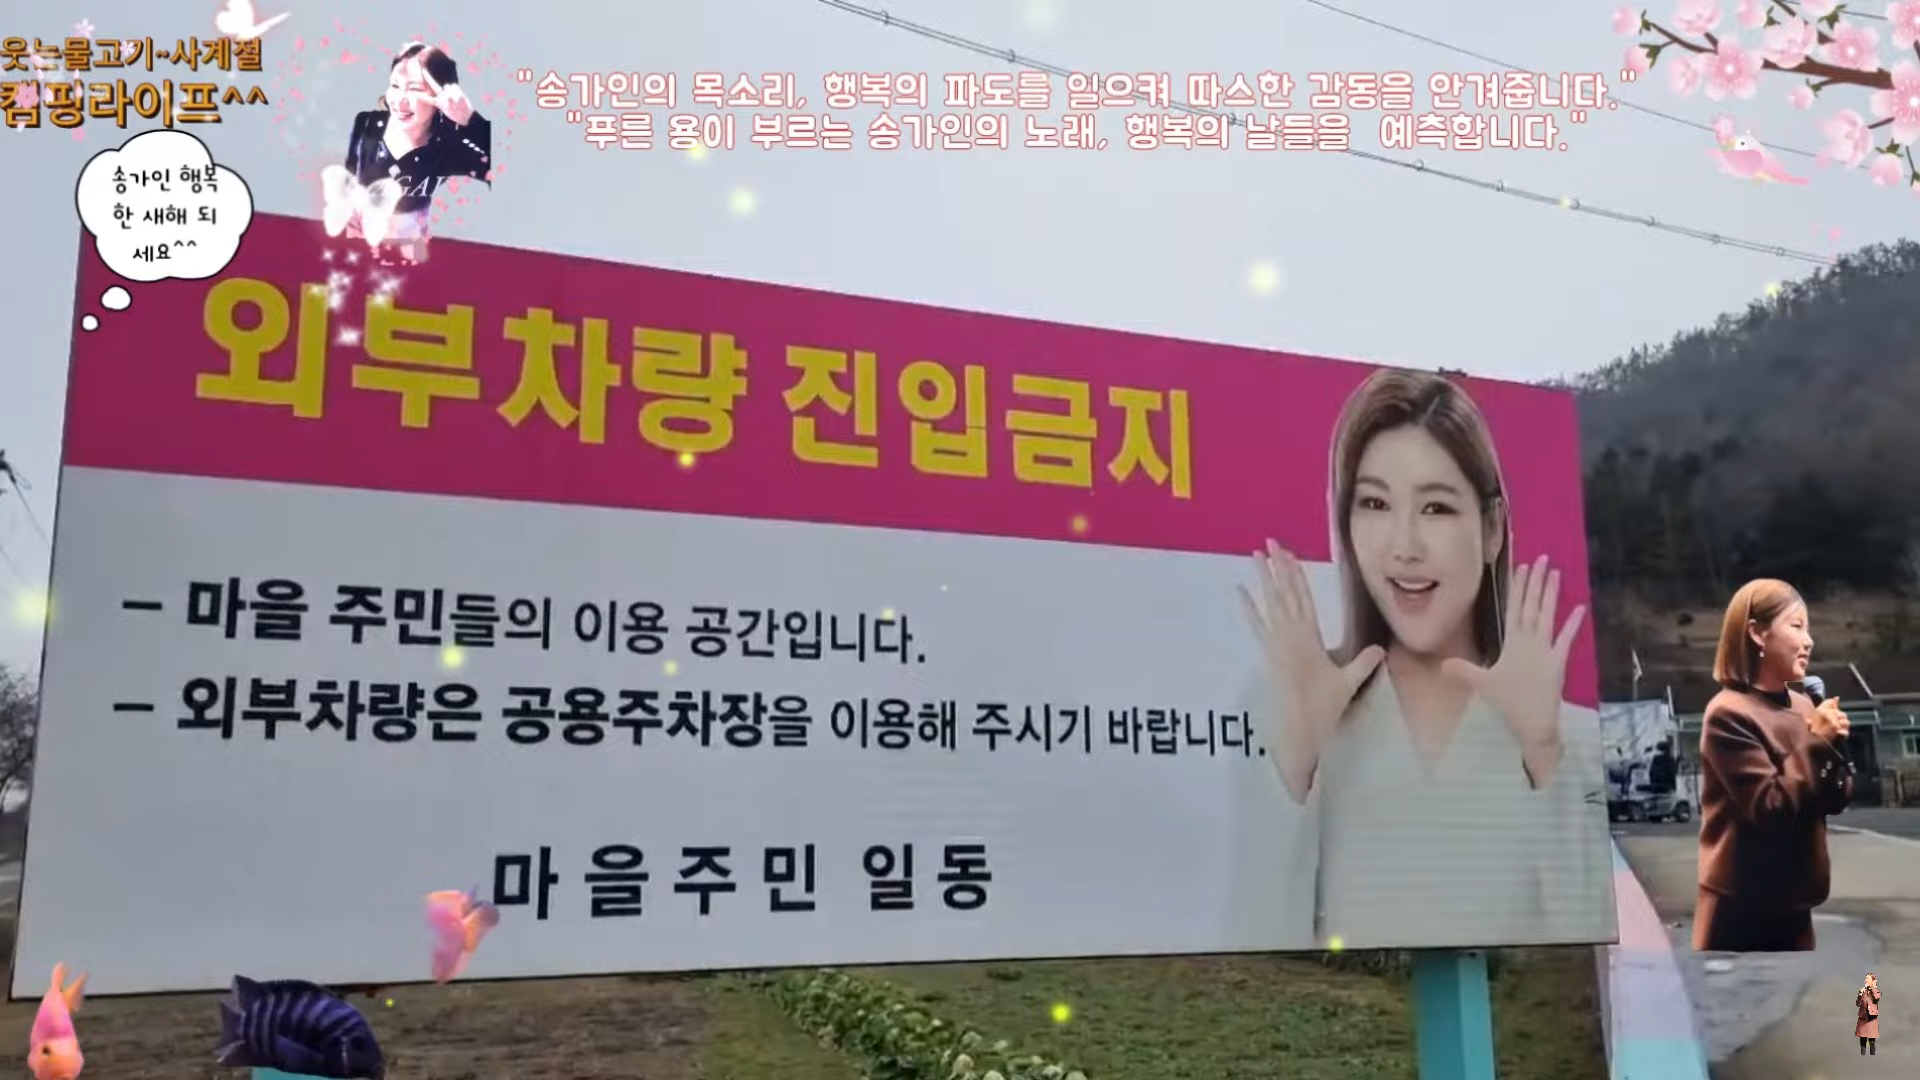 웃는물고기~사계절
캠핑라이프^^
"송가인의 목소리, 행복의 파도를 일으켜 따스한 감동을 안겨줍니다."
"푸른 용이 부르는 송가인의 노래, 행복의 날들을 예측합니다."
송가인 행복
한 새해 되
세요^^
외부차량 진입금지
- 마을 주민들의 이용 공간입니다.
- 외부차량은 공용주차장을 이용해 주시기 바랍니다.
마을주민 일동